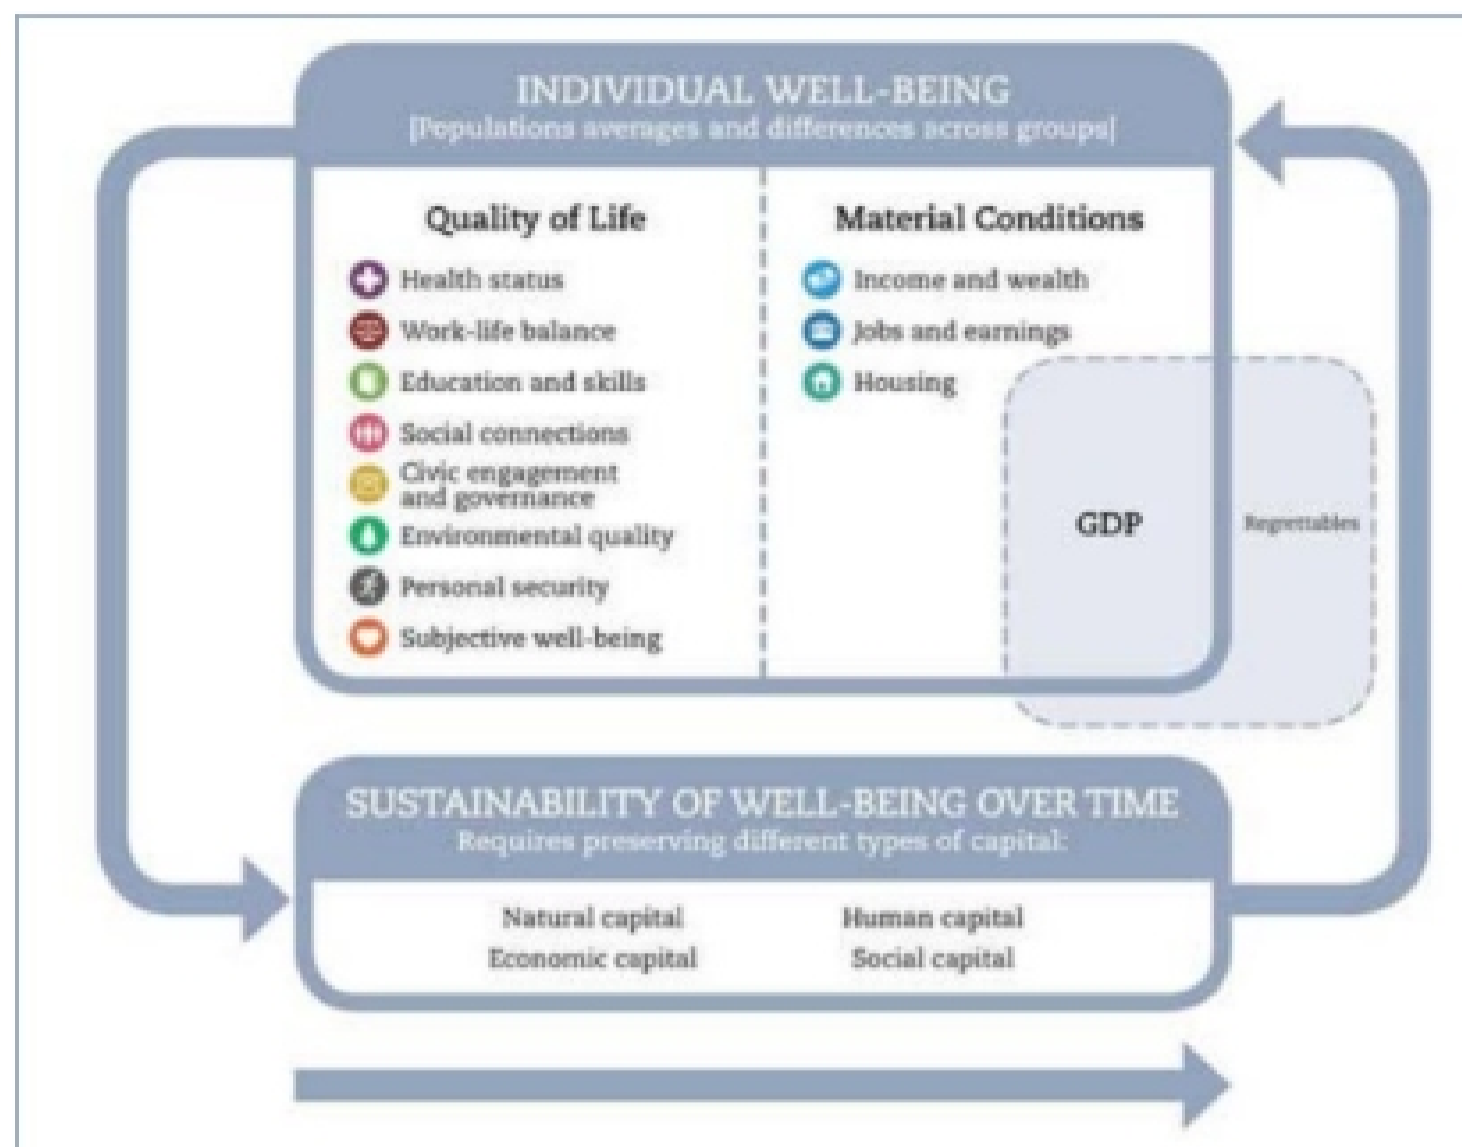 INDIVIDUAL WELL-BEING
[Populations averages and differences across groups]
Quality of Life
Health status
Work-life balance
Education and skills
Social connections
Civic engagement
and governance
Environmental quality
Personal security
Subjective well-being
Material Conditions
Income and wealth
Jobs and earnings
Housing
GDP
Regrettables
SUSTAINABILITY OF WELL-BEING OVER TIME
Requires preserving different types of capital:
Natural capital
Human capital
Economic capital
Social capital